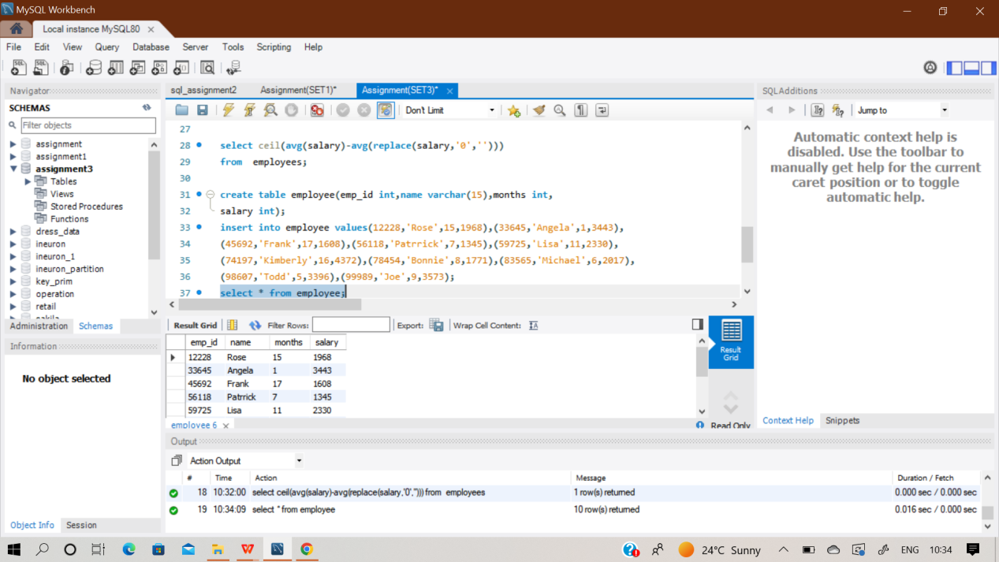 MySQL Workbench
Local instance MySQL80
File Edit View Query Database Server Tools Scripting Help
Navigator
SCHEMAS
Filter objects
assignment
assignment1
assignment3
Tables
Views
Stored Procedures
Functions
dress_data
ineuron
ineuron_1
ineuron_partition
key_prim
operation
retail
Administration Schemas
Information
No object selected
Object Info Session
sql_assignment2 Assignment(SET1)* Assignment(SET3)*
Don't Limit
27
28 select ceil(avg(salary)-avg(replace(salary,'0','')))
29 from employees;
30
31 create table employee(emp_id int,name varchar(15),months int,
32 salary int);
33 insert into employee values(12228,'Rose',15,1968),(33645,'Angela',1,3443),
34 (45692,'Frank',17,1608),(56118,'Patrrick',7,1345),(59725,'Lisa',11,2330),
35 (74197,'Kimberly',16,4372),(78454,'Bonnie',8,1771),(83565,'Michael',6,2017),
36 (98607,'Todd',5,3396),(99989,'Joe',9,3573);
37 select * from employee;
Result Grid Filter Rows: Export: Wrap Cell Content:
emp_id name months salary
12228 Rose 15 1968
33645 Angela 1 3443
45692 Frank 17 1608
56118 Patrrick 7 1345
59725 Lisa 11 2330
Result
Grid
employee 6 Read Only
SQLAdditions
Jump to
Automatic context help is
disabled. Use the toolbar to
manually get help for the current
caret position or to toggle
automatic help.
Context Help Snippets
Output
Action Output
# Time Action Message Duration / Fetch
18 10:32:00 select ceil(avg(salary)-avg(replace(salary,'0',''))) from employees 1 row(s) returned 0.000 sec / 0.000 sec
19 10:34:09 select * from employee 10 row(s) returned 0.016 sec / 0.000 sec
24°C Sunny ENG 10:34